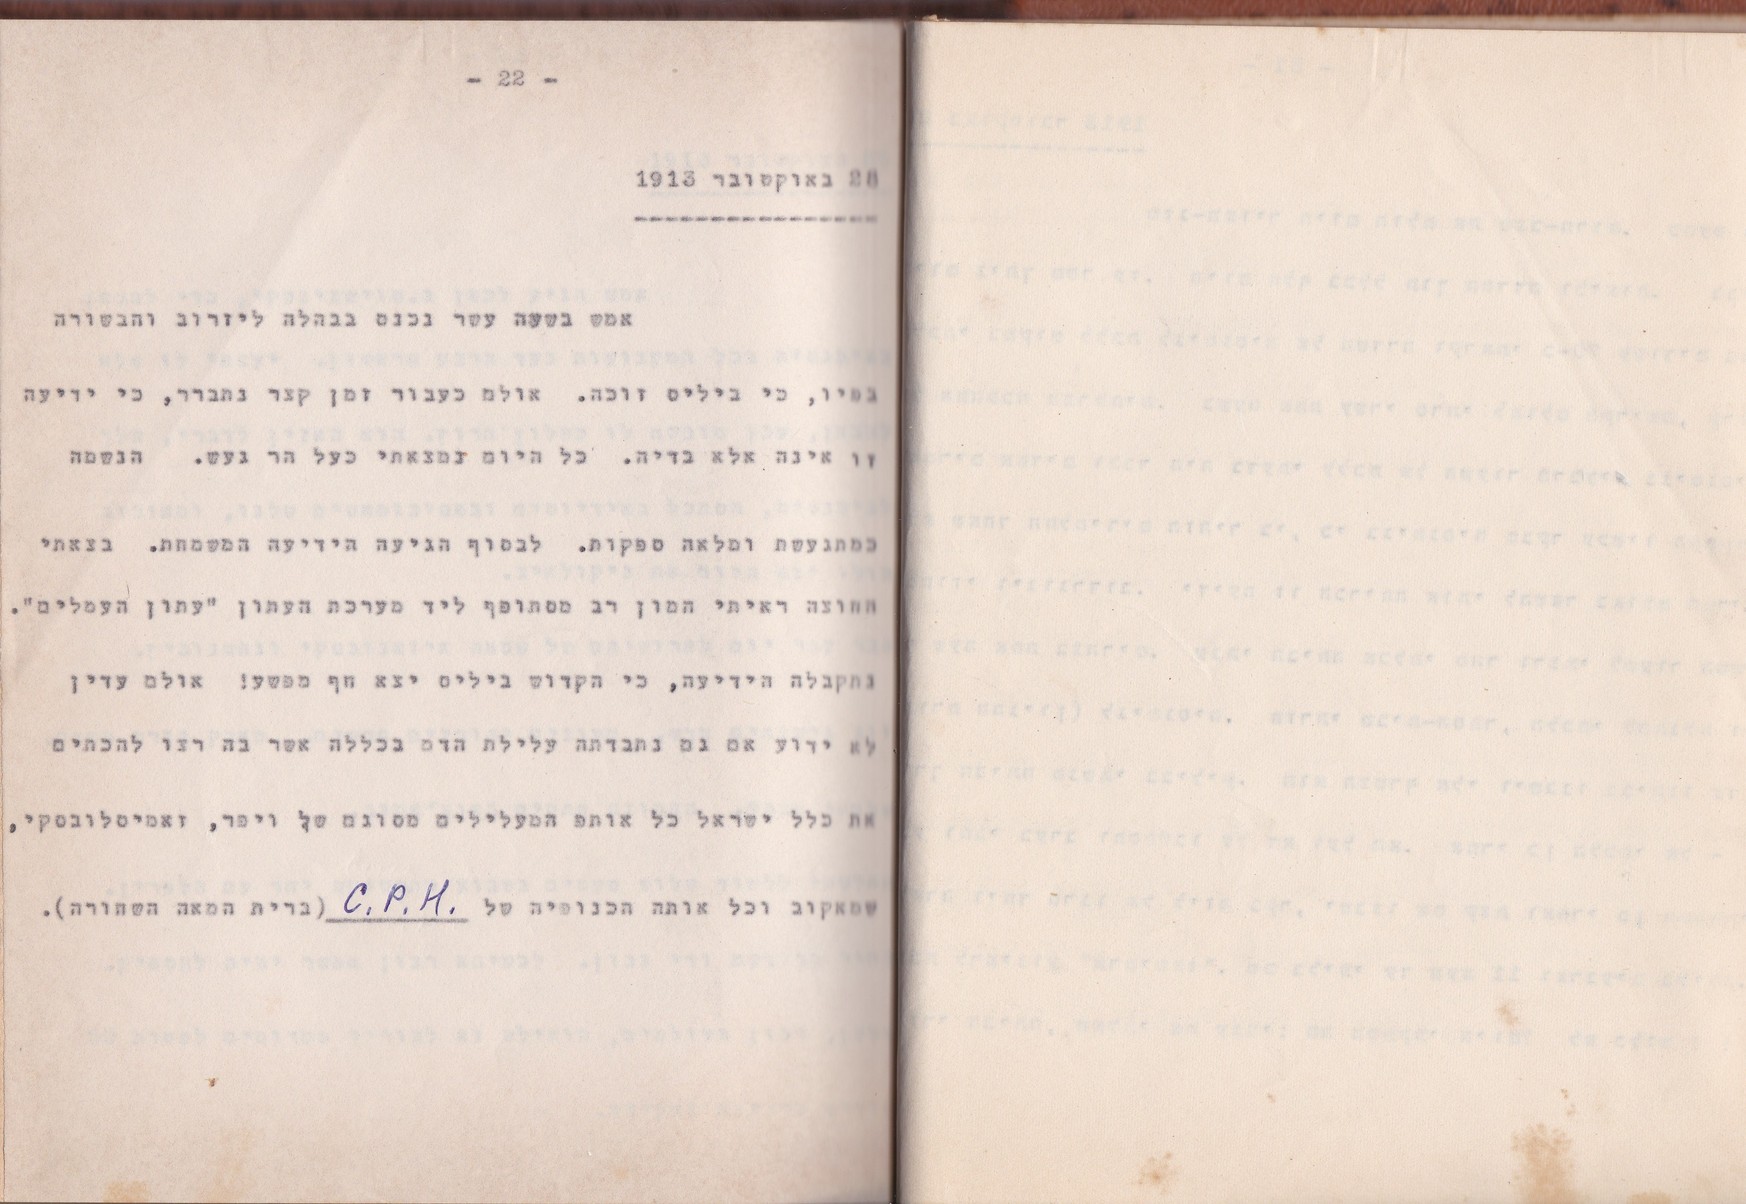 - 22 -
28 באוקטובר 1913
אמש בשעה עשר נכנס בבהלה ליזרוב והבשורה
בפיו, כי ביליס זוכה. אולם כעבור זמן קצר נתברר, כי ידיעה
זו אינה אלא בדיה. כל היום נמצאתי כעל הר געש. הנשמה
כמתגעשת ומלאה ספקות. לבסוף הגיעה הידיעה המשמחת. בצאתי
החוצה ראיתי המון רב מסתופף ליד מערכת העתון "עתון העמלים".
נתקבלה הידיעה, כי הקדוש ביליס יצא חף מפשע! אולם עדין
לא ידוע אם גם נתבדתה עלילת הדם בכללה אשר בה רצו להכתים
את כלל ישראל כל אותם המעלילים מסוגם של ויפר, זאמיסלובסקי,
שמאקוב וכל אותה הכנופיה של C.P.H. (ברית המאה השחורה).